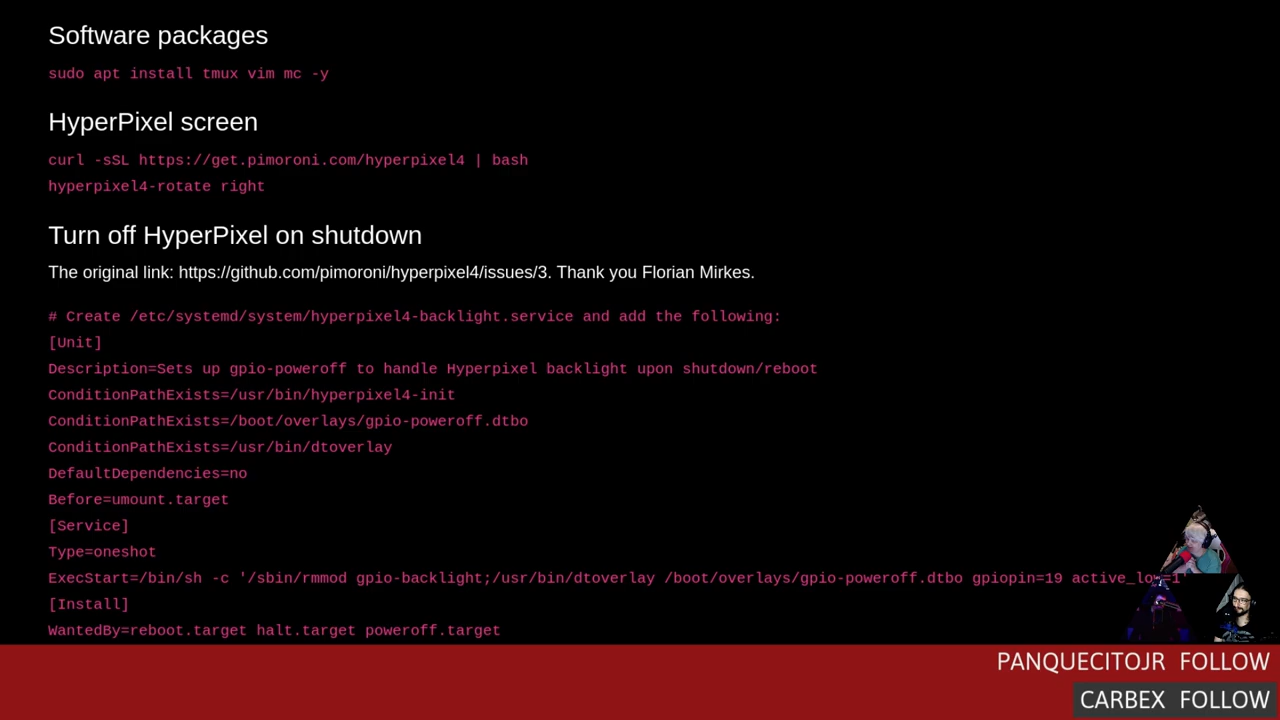 Software packages
sudo apt install tmux vim mc -y
HyperPixel screen
curl -sSL https://get.pimoroni.com/hyperpixel4 | bash
hyperpixel4-rotate right
Turn off HyperPixel on shutdown
The original link: https://github.com/pimoroni/hyperpixel4/issues/3. Thank you Florian Mirkes.
# Create /etc/systemd/system/hyperpixel4-backlight.service and add the following:
[Unit]
Description=Sets up gpio-poweroff to handle Hyperpixel backlight upon shutdown/reboot
ConditionPathExists=/usr/bin/hyperpixel4-init
ConditionPathExists=/boot/overlays/gpio-poweroff.dtbo
ConditionPathExists=/usr/bin/dtoverlay
DefaultDependencies=no
Before=umount.target
[Service]
Type=oneshot
ExecStart=/bin/sh -c '/sbin/rmmod gpio-backlight;/usr/bin/dtoverlay /boot/overlays/gpio-poweroff.dtbo gpiopin=19 active_low=1'
[Install]
WantedBy=reboot.target halt.target poweroff.target
PANQUECITOJR FOLLOW
CARBEX FOLLOW